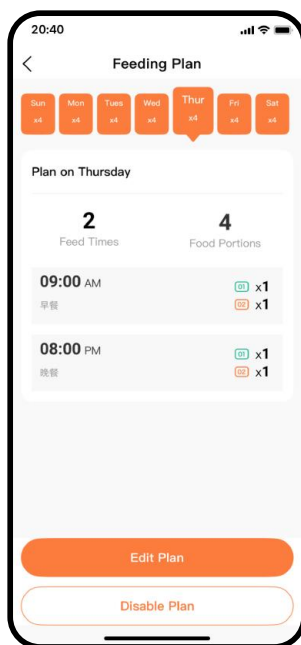 20:40
Feeding Plan
Sun Mon Tues Wed Thur Fri Sat
x4 x4 x4 x4 x4 x4 x4
Plan on Thursday
2 4
Feed Times Food Portions
09:00 AM 01 x1
早餐 02 x1
08:00 PM 01 x1
晚餐 02 x1
Edit Plan
Disable Plan